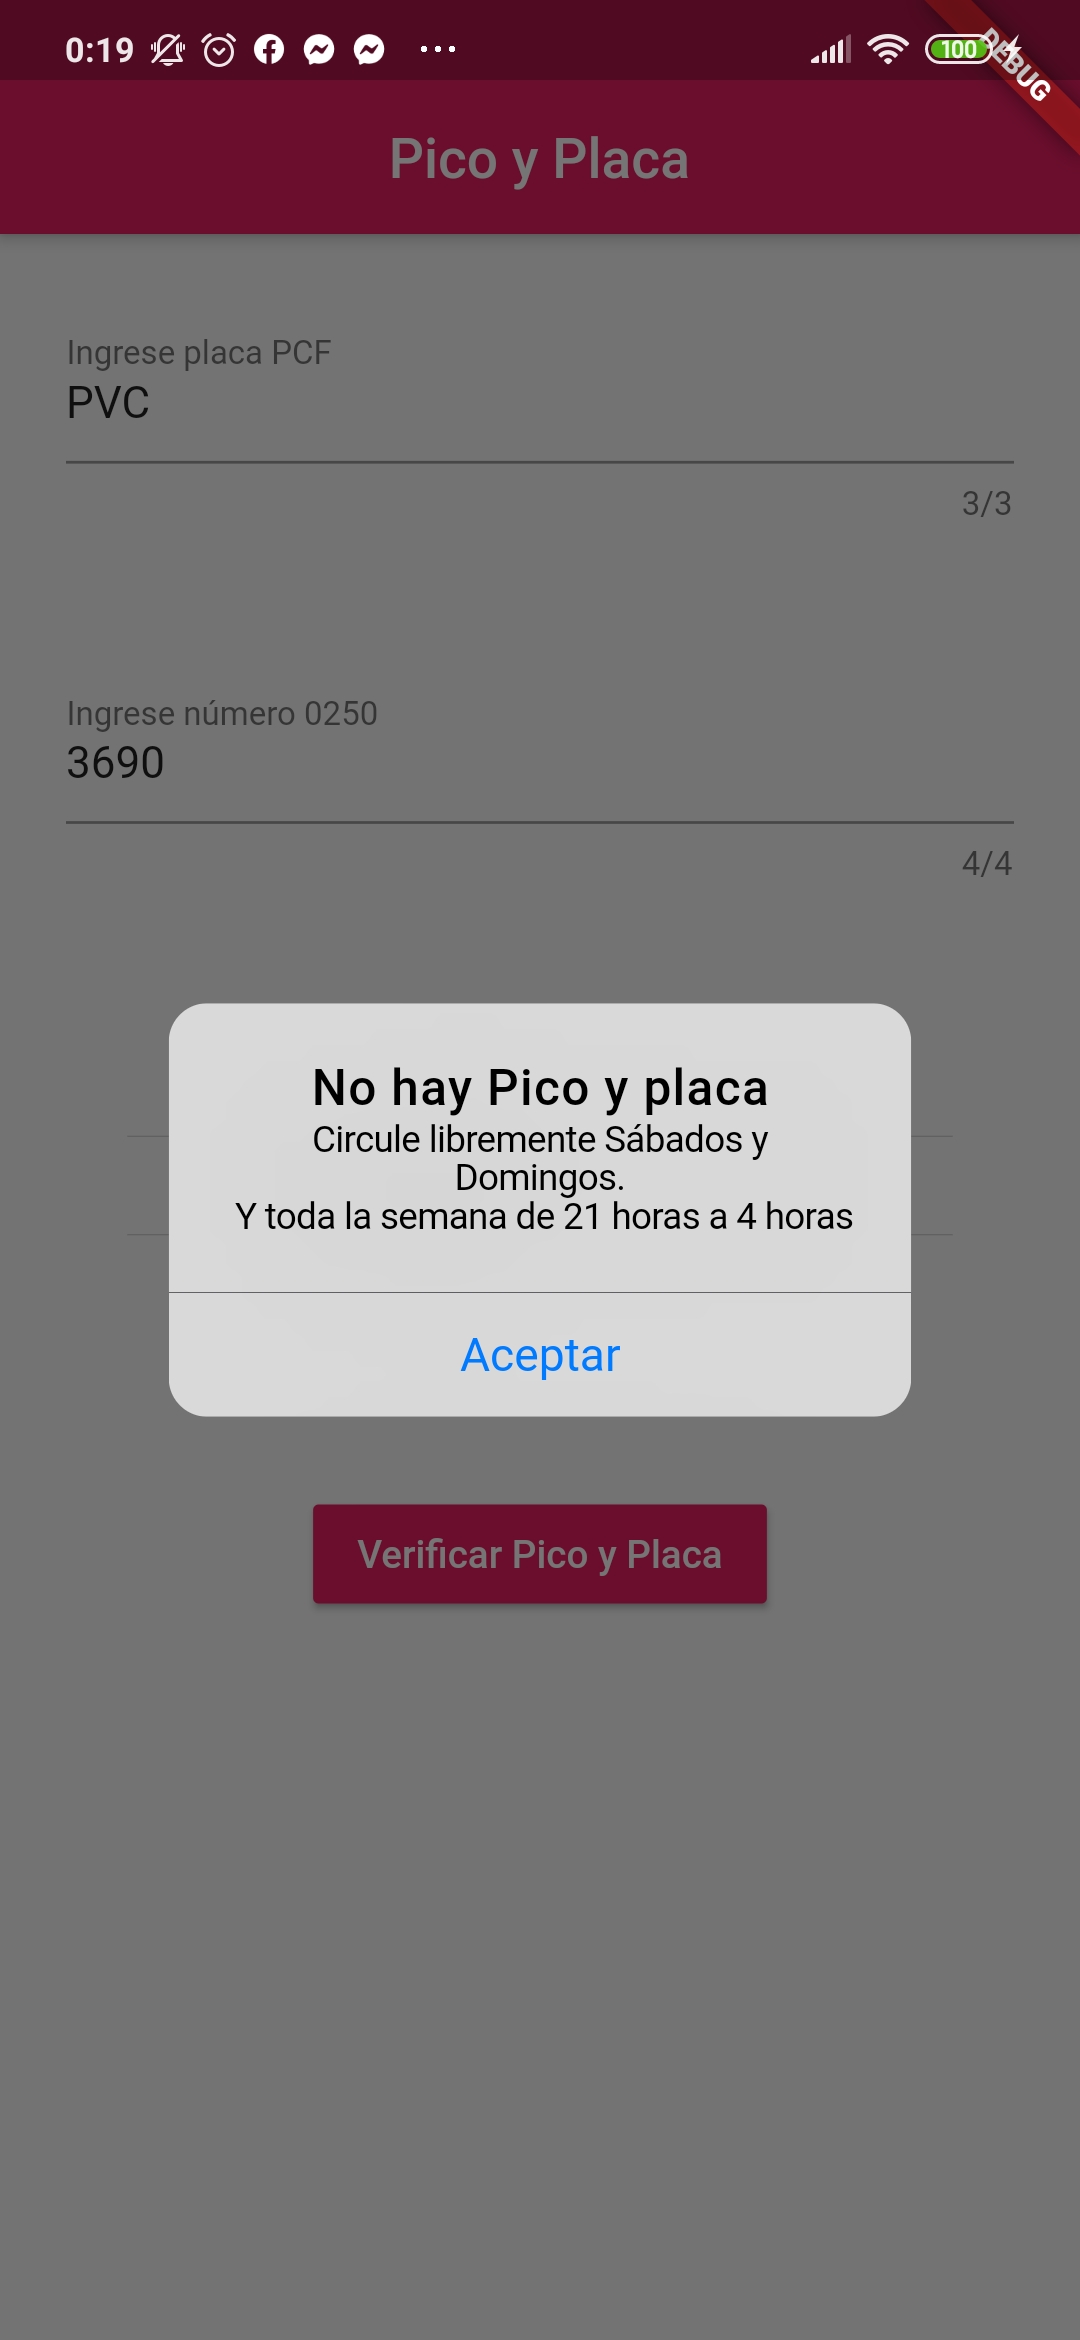 0:19
100
DEBUG
Pico y Placa
Ingrese placa PCF
PVC
3/3
Ingrese número 0250
3690
4/4
No hay Pico y placa
Circule libremente Sábados y
Domingos.
Y toda la semana de 21 horas a 4 horas
Aceptar
Verificar Pico y Placa